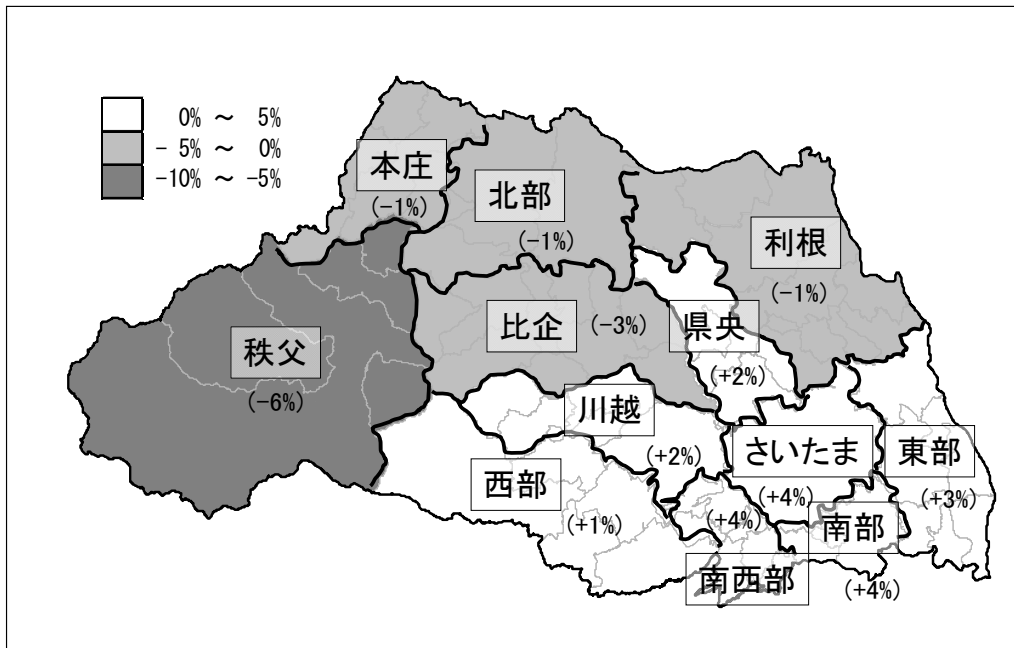 0% ～ 5%
- 5% ～ 0%
-10% ～ -5%
本庄
(-1%)
北部
(-1%)
利根
(-1%)
秩父
(-6%)
比企
(-3%)
県央
(+2%)
川越
(+2%)
さいたま
(+4%)
東部
(+3%)
西部
(+1%)
(+4%)
南西部
南部
(+4%)